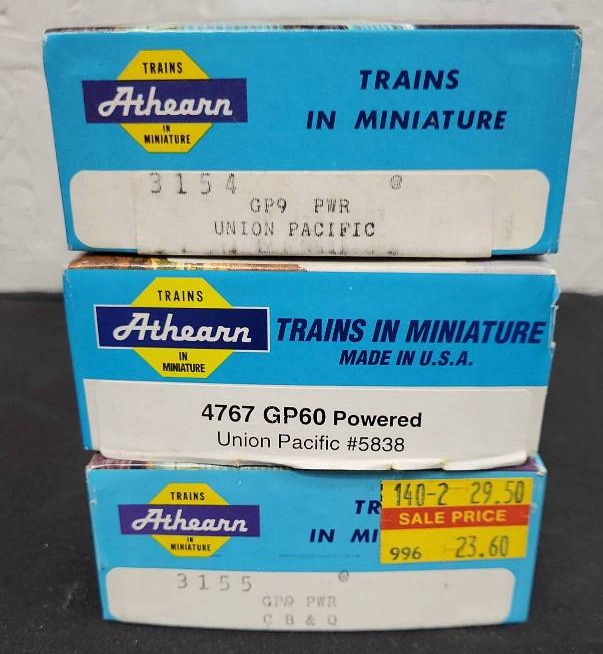 TRAINS
Athearn
IN
MINIATURE
TRAINS
IN MINIATURE
3154 @
GP9 PWR
UNION PACIFIC
TRAINS
Athearn
IN
MINIATURE
TRAINS IN MINIATURE
MADE IN U.S.A.
4767 GP60 Powered
Union Pacific #5838
TRAINS
Athearn
IN
MINIATURE
TR
IN MI
140-2 29.50
SALE PRICE
996 23.60
3155 @
GP9 PWR
C B & Q